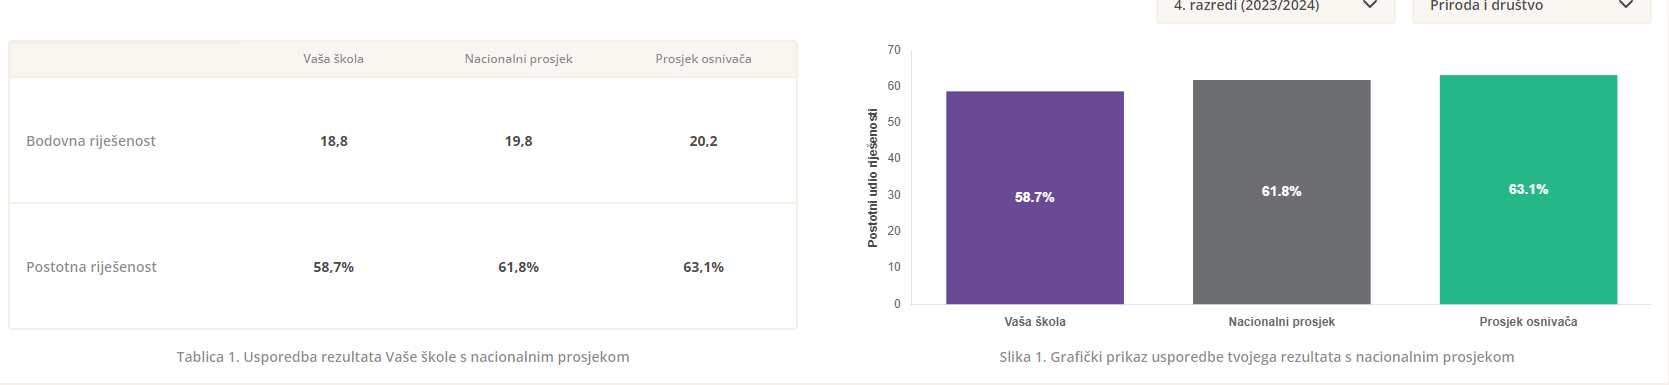 4. razredi (2023/2024)
Priroda i društvo
Vaša škola
Nacionalni prosjek
Prosjek osnivača
Bodovna riješenost
18,8
19,8
20,2
Postotna riješenost
58,7%
61,8%
63,1%
Tablica 1. Usporedba rezultata Vaše škole s nacionalnim prosjekom
Postotni udio riješenosti
70
60
50
40
30
20
10
0
58.7%
61.8%
63.1%
Vaša škola
Nacionalni prosjek
Prosjek osnivača
Slika 1. Grafički prikaz usporedbe tvojega rezultata s nacionalnim prosjekom